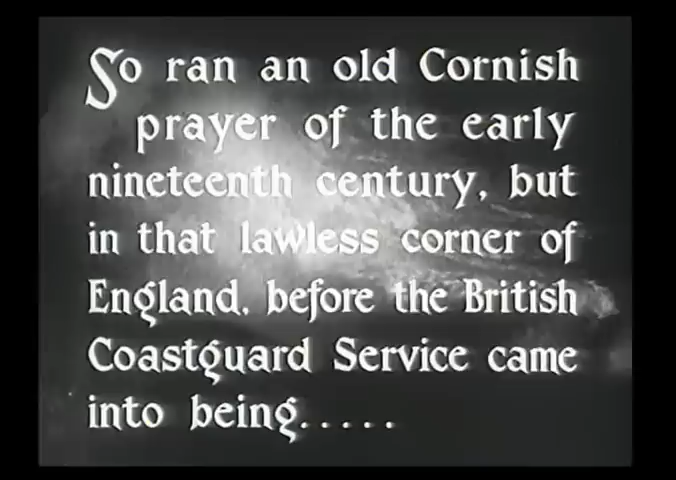 So ran an old Cornish
prayer of the early
nineteenth century, but
in that lawless corner of
England, before the British
Coastguard Service came
into being.....